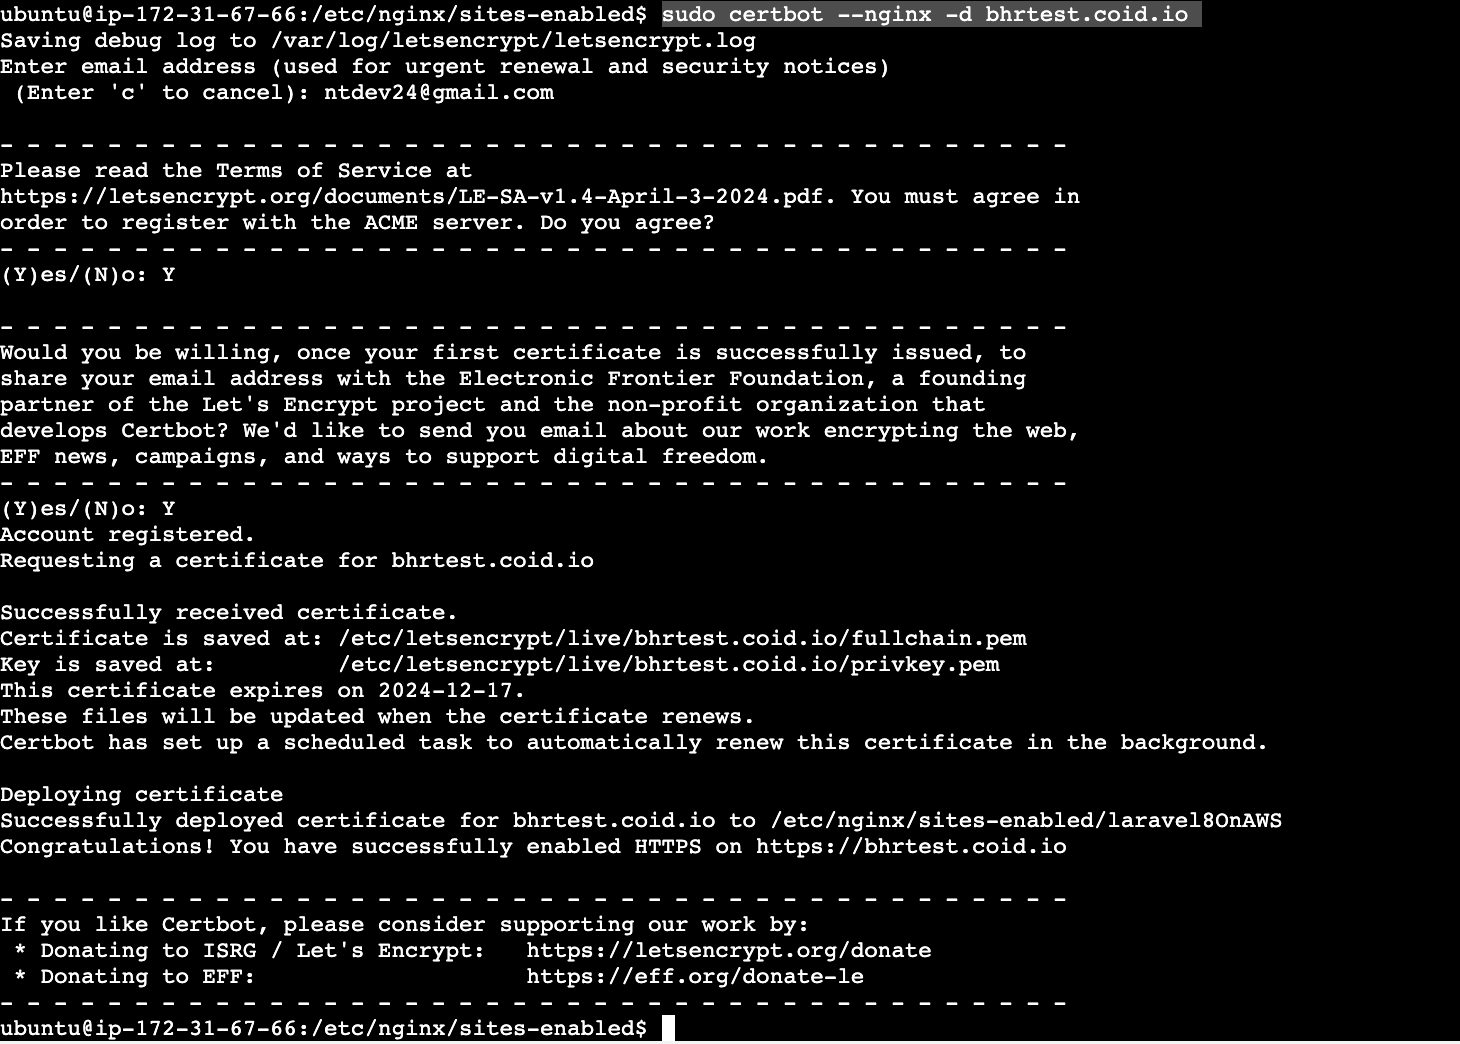 ubuntu@ip-172-31-67-66:/etc/nginx/sites-enabled$ sudo certbot --nginx -d bhrtest.coid.io
Saving debug log to /var/log/letsencrypt/letsencrypt.log
Enter email address (used for urgent renewal and security notices)
 (Enter 'c' to cancel): ntdev24@gmail.com

- - - - - - - - - - - - - - - - - - - - - - - - - - - - - - - - - - - - - - - -
Please read the Terms of Service at
https://letsencrypt.org/documents/LE-SA-v1.4-April-3-2024.pdf. You must agree in
order to register with the ACME server. Do you agree?
- - - - - - - - - - - - - - - - - - - - - - - - - - - - - - - - - - - - - - - -
(Y)es/(N)o: Y

- - - - - - - - - - - - - - - - - - - - - - - - - - - - - - - - - - - - - - - -
Would you be willing, once your first certificate is successfully issued, to
share your email address with the Electronic Frontier Foundation, a founding
partner of the Let's Encrypt project and the non-profit organization that
develops Certbot? We'd like to send you email about our work encrypting the web,
EFF news, campaigns, and ways to support digital freedom.
- - - - - - - - - - - - - - - - - - - - - - - - - - - - - - - - - - - - - - - -
(Y)es/(N)o: Y
Account registered.
Requesting a certificate for bhrtest.coid.io

Successfully received certificate.
Certificate is saved at: /etc/letsencrypt/live/bhrtest.coid.io/fullchain.pem
Key is saved at:         /etc/letsencrypt/live/bhrtest.coid.io/privkey.pem
This certificate expires on 2024-12-17.
These files will be updated when the certificate renews.
Certbot has set up a scheduled task to automatically renew this certificate in the background.

Deploying certificate
Successfully deployed certificate for bhrtest.coid.io to /etc/nginx/sites-enabled/laravel8OnAWS
Congratulations! You have successfully enabled HTTPS on https://bhrtest.coid.io

- - - - - - - - - - - - - - - - - - - - - - - - - - - - - - - - - - - - - - - -
If you like Certbot, please consider supporting our work by:
 * Donating to ISRG / Let's Encrypt:   https://letsencrypt.org/donate
 * Donating to EFF:                    https://eff.org/donate-le
- - - - - - - - - - - - - - - - - - - - - - - - - - - - - - - - - - - - - - - -
ubuntu@ip-172-31-67-66:/etc/nginx/sites-enabled$